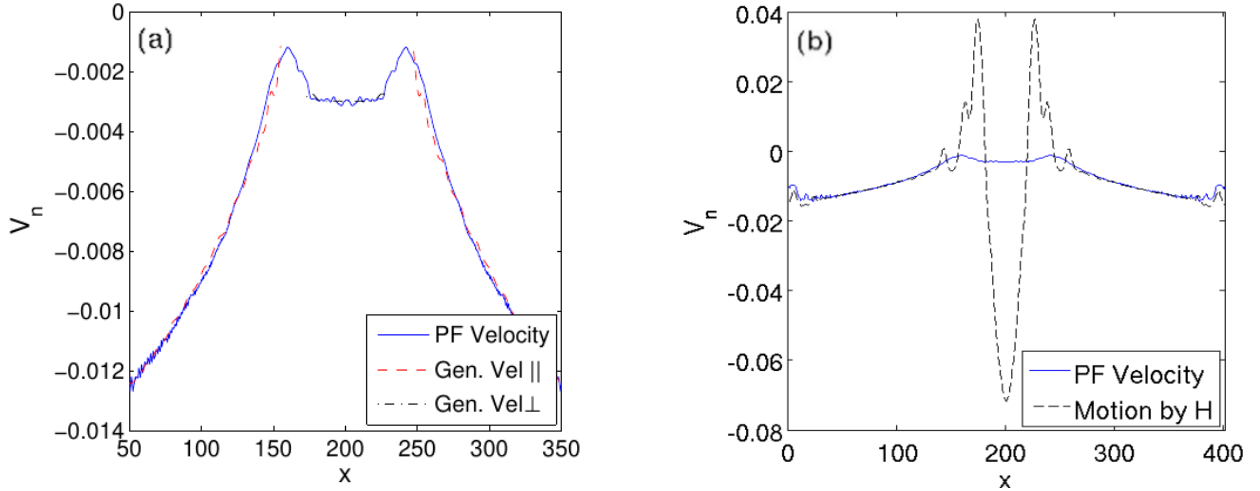 (a)
0
−0.002
−0.004
−0.006
−0.008
−0.01
−0.012
−0.014
V_n
50 100 150 200 250 300 350
x
PF Velocity
Gen. Vel ||
Gen. Vel⊥
(b)
0.04
0.02
0
-0.02
-0.04
-0.06
-0.08
V_n
0 100 200 300 400
x
PF Velocity
Motion by H